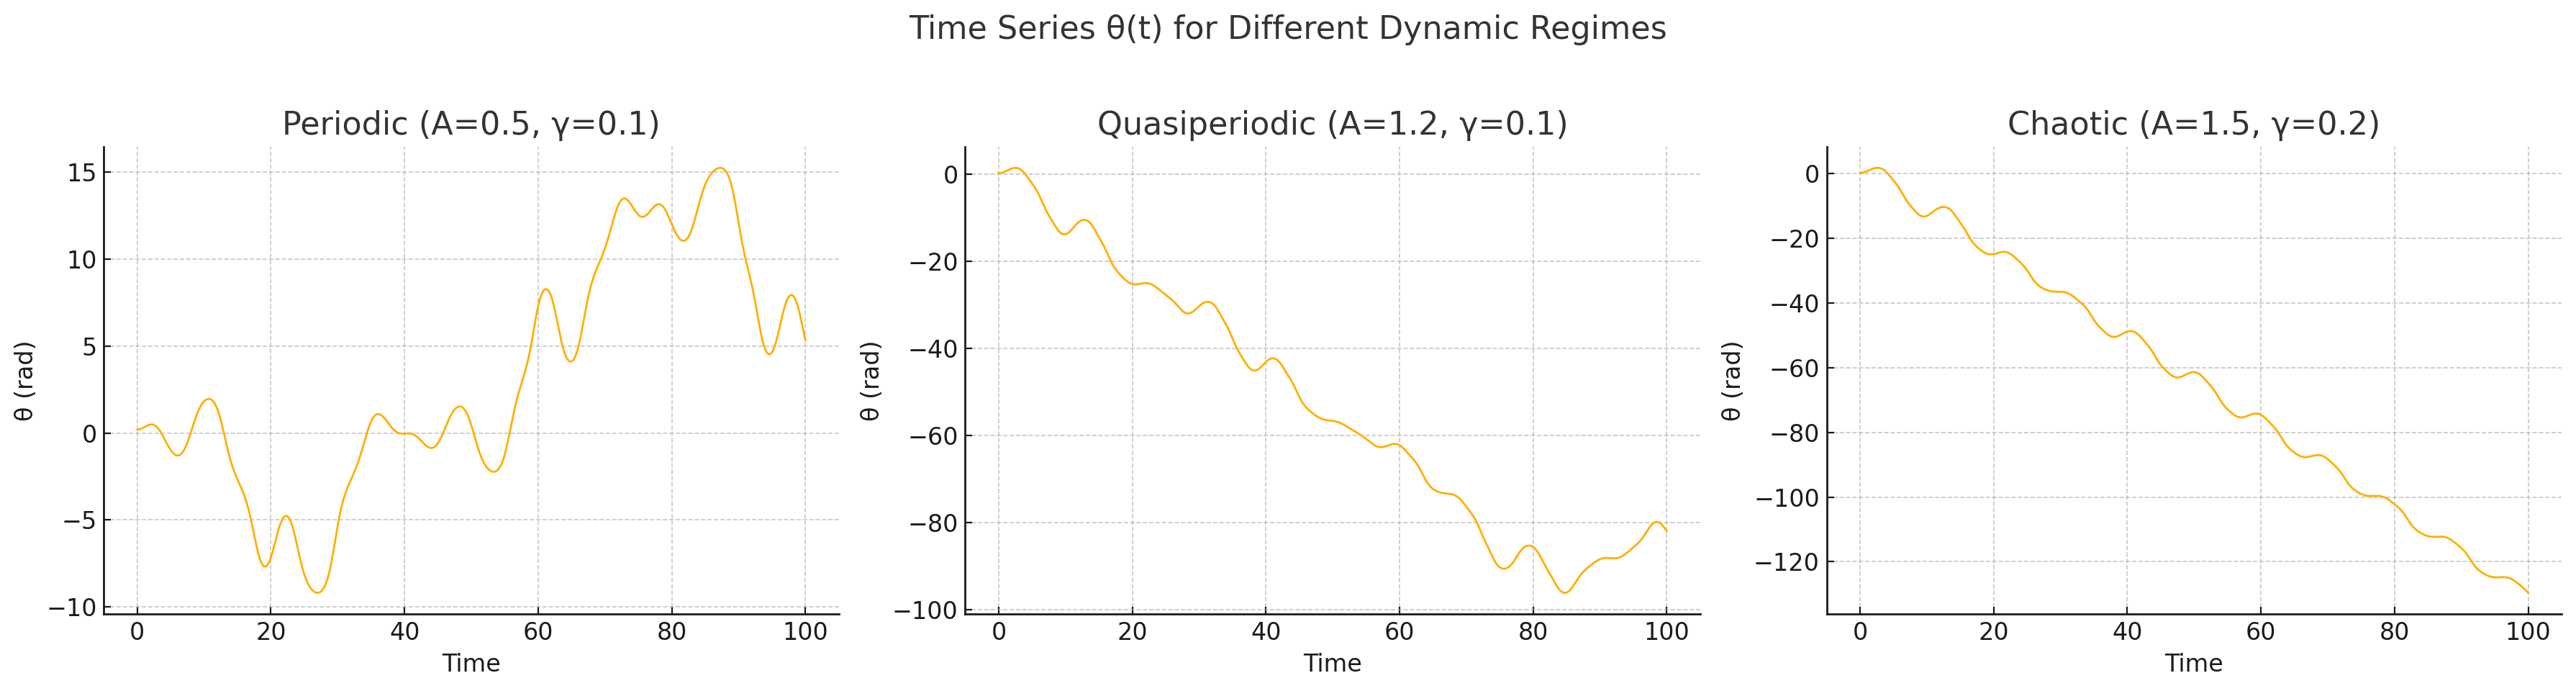 Time Series θ(t) for Different Dynamic Regimes
Periodic (A=0.5, γ=0.1)
15
10
5
0
−5
−10
θ (rad)
0 20 40 60 80 100
Time
Quasiperiodic (A=1.2, γ=0.1)
0
−20
−40
−60
−80
−100
θ (rad)
0 20 40 60 80 100
Time
Chaotic (A=1.5, γ=0.2)
0
−20
−40
−60
−80
−100
−120
θ (rad)
0 20 40 60 80 100
Time